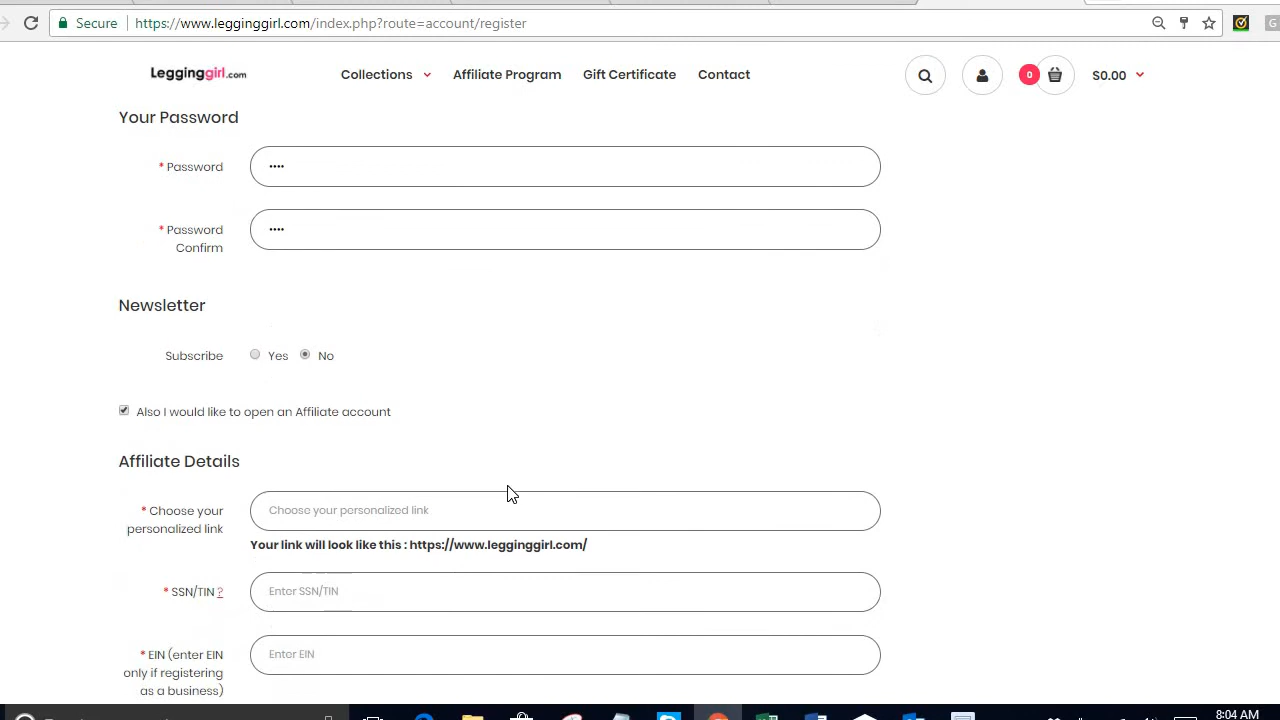 Secure https://www.legginggirl.com/index.php?route=account/register
G
Legginggirl.com Collections Affiliate Program Gift Certificate Contact 0 $0.00
Your Password
* Password ····
* Password
Confirm ····
Newsletter
Subscribe Yes No
Also I would like to open an Affiliate account
Affiliate Details
* Choose your
personalized link
Choose your personalized link
Your link will look like this : https://www.legginggirl.com/
* SSN/TIN ? Enter SSN/TIN
* EIN (enter EIN
only if registering
as a business)
Enter EIN
8:04 AM